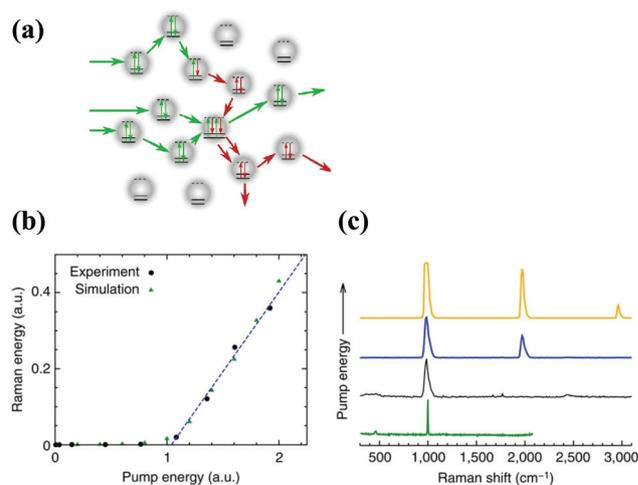 (a)
(b)
(c)
0.4
0.2
0
Raman energy (a.u.)
Experiment
Simulation
0
1
2
Pump energy (a.u.)
Pump energy
500
1,000
1,500
2,000
2,500
3,000
Raman shift (cm⁻¹)